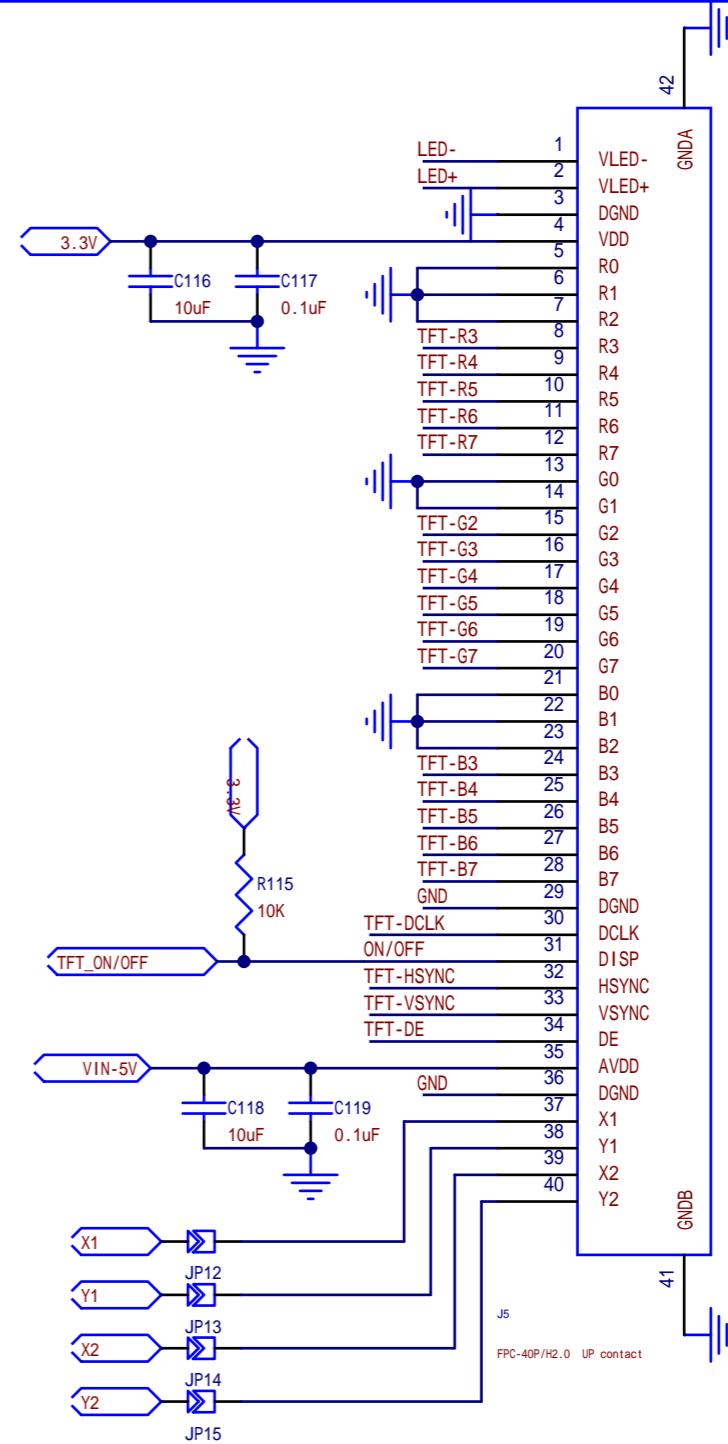 42
GNDA
LED- 1 VLED-
LED+ 2 VLED+
3 DGND
3.3V 4 VDD
5 R0
C116 C117 6 R1
10uF 0.1uF 7 R2
TFT-R3 8 R3
TFT-R4 9 R4
TFT-R5 10 R5
TFT-R6 11 R6
TFT-R7 12 R7
13 G0
14 G1
TFT-G2 15 G2
TFT-G3 16 G3
TFT-G4 17 G4
TFT-G5 18 G5
TFT-G6 19 G6
TFT-G7 20 G7
21 B0
22 B1
23 B2
TFT-B3 24 B3
3.3V TFT-B4 25 B4
TFT-B5 26 B5
TFT-B6 27 B6
R115 TFT-B7 28 B7
10K GND 29 DGND
TFT-DCLK 30 DCLK
TFT_ON/OFF ON/OFF 31 DISP
TFT-HSYNC 32 HSYNC
TFT-VSYNC 33 VSYNC
TFT-DE 34 DE
VIN-5V 35 AVDD
GND 36 DGND
C118 C119 37 X1
10uF 0.1uF 38 Y1
39 X2
40 Y2
GNDB
X1
JP12 41
Y1
J5
JP13
X2 FPC-40P/H2.0 UP contact
JP14
Y2
JP15